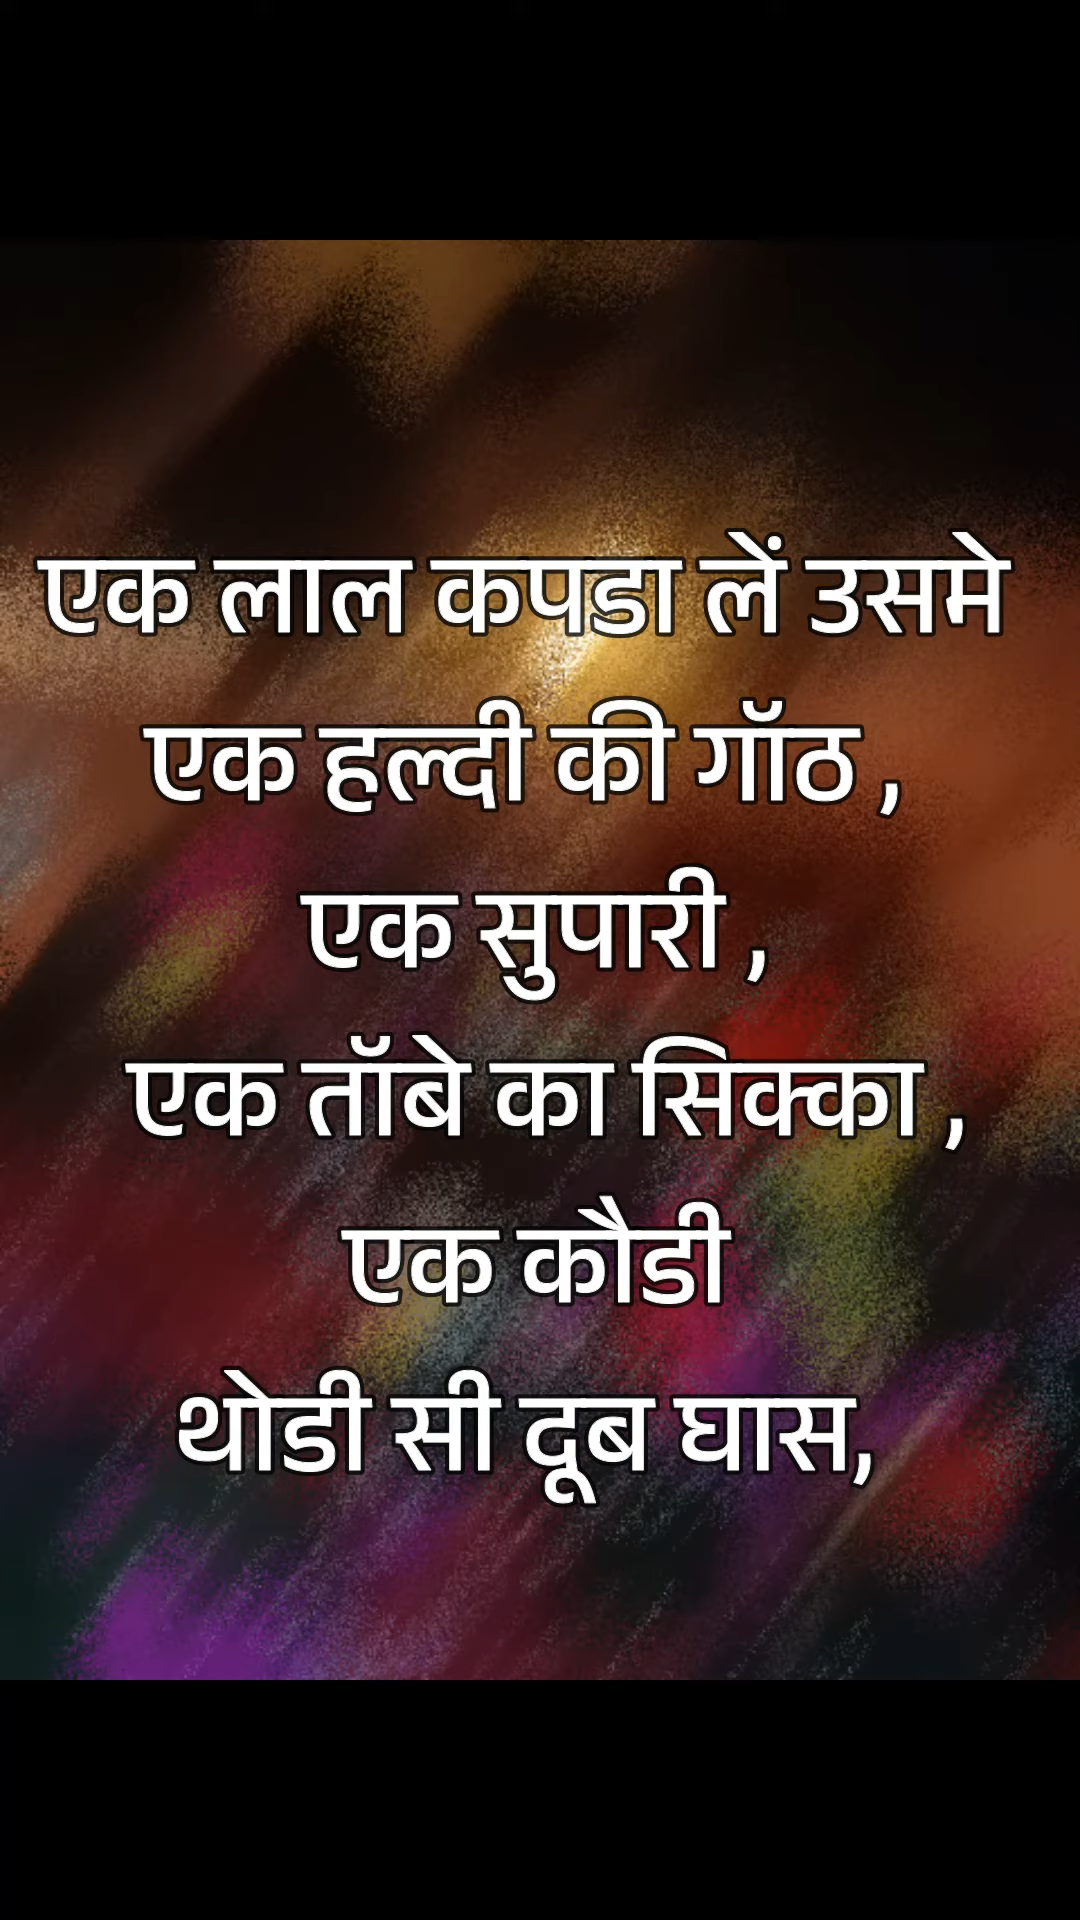 एक लाल कपडा लें उसमे
एक हल्दी की गॉठ ,
एक सुपारी ,
एक तॉबे का सिक्का ,
एक कौडी
थोडी सी दूब घास,